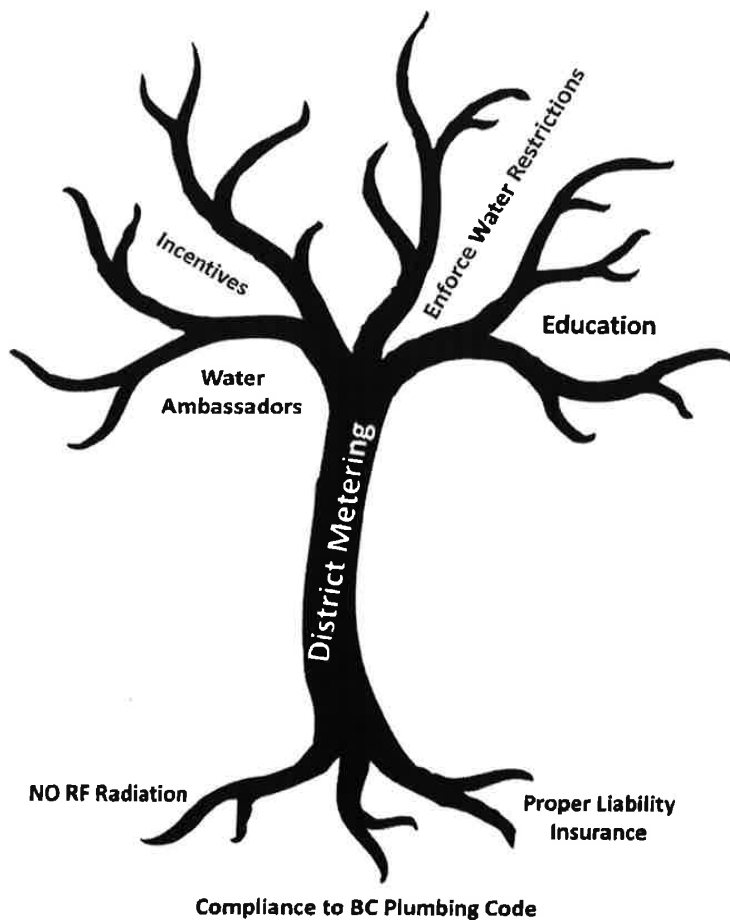 Incentives
Enforce Water Restrictions
Education
Water
Ambassadors
District Metering
NO RF Radiation
Proper Liability
Insurance
Compliance to BC Plumbing Code